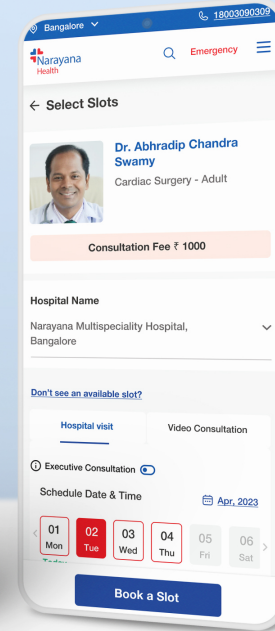 Bangalore
18003090309
Narayana
Health
Emergency
Select Slots
Dr. Abhradip Chandra
Swamy
Cardiac Surgery - Adult
Consultation Fee ₹ 1000
Hospital Name
Narayana Multispeciality Hospital,
Bangalore
Don't see an available slot?
Hospital visit Video Consultation
Executive Consultation
Schedule Date & Time Apr, 2023
01 02 03 04 05 06
Mon Tue Wed Thu Fri Sat
Today
Book a Slot